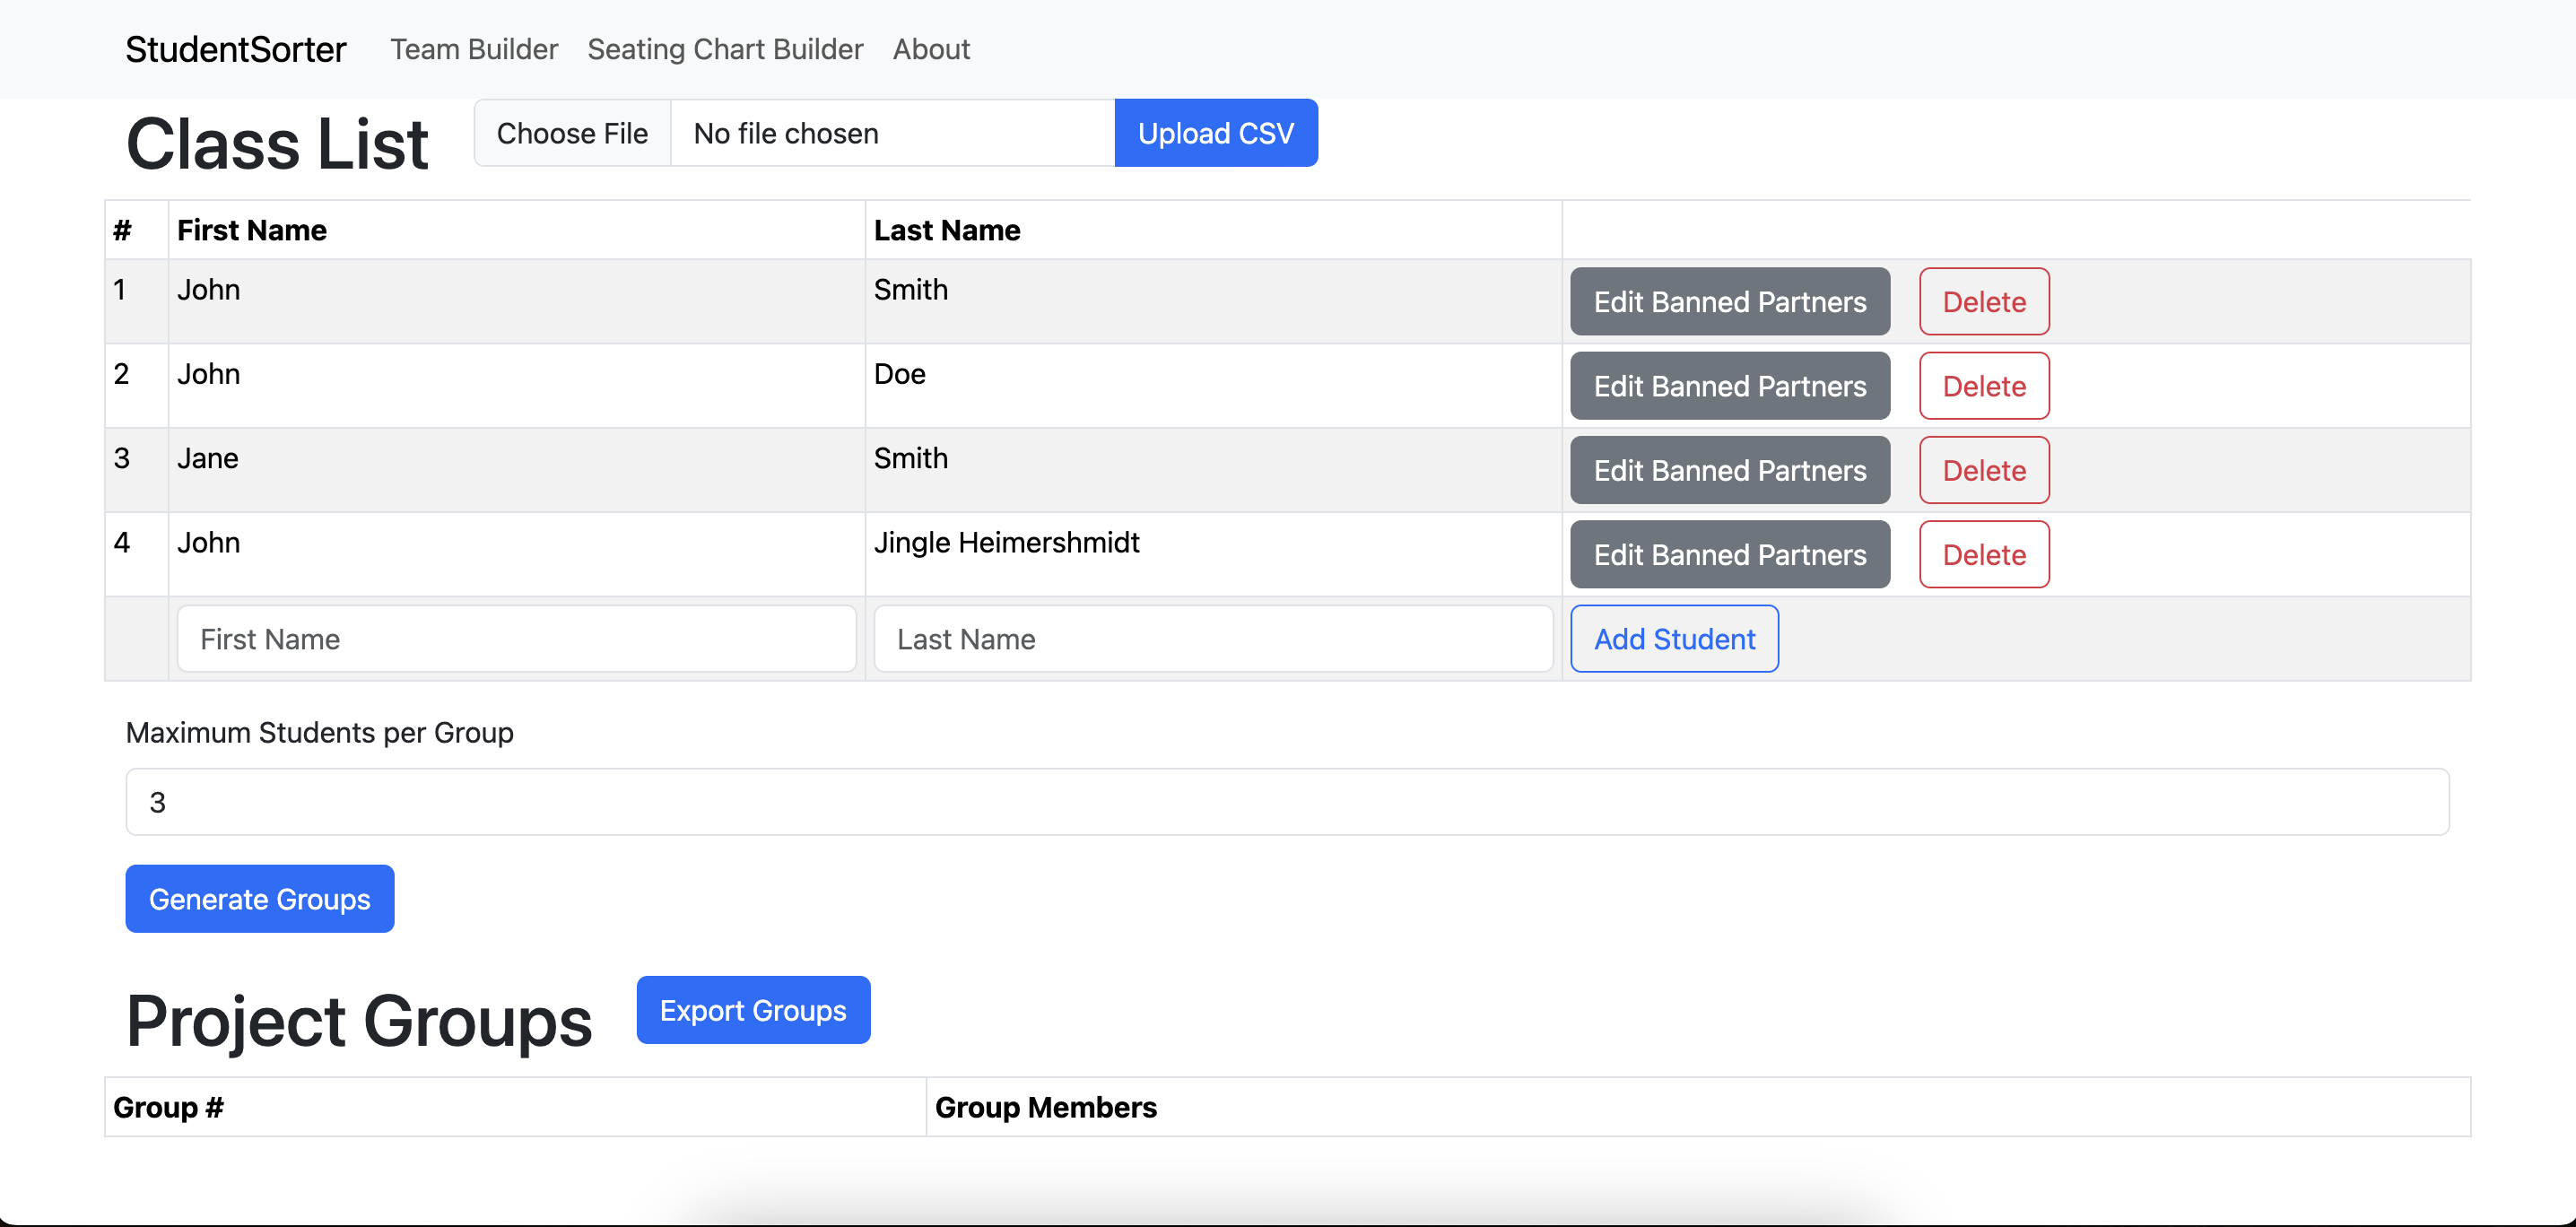 StudentSorter Team Builder Seating Chart Builder About
Class List Choose File No file chosen Upload CSV
# First Name Last Name
1 John Smith Edit Banned Partners Delete
2 John Doe Edit Banned Partners Delete
3 Jane Smith Edit Banned Partners Delete
4 John Jingle Heimershmidt Edit Banned Partners Delete
First Name Last Name Add Student
Maximum Students per Group
3
Generate Groups
Project Groups Export Groups
Group # Group Members